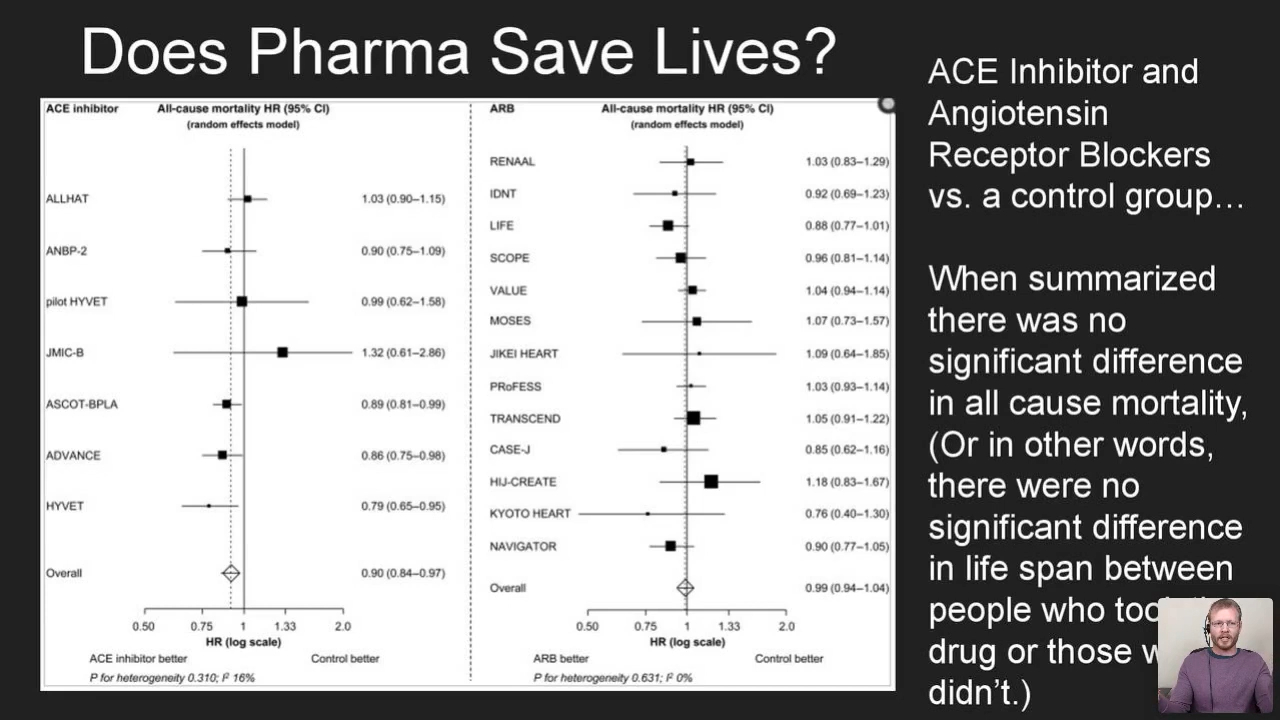 Does Pharma Save Lives?
ACE inhibitor All-cause mortality HR (95% CI)
(random effects model)
ALLHAT 1.03 (0.90–1.15)
ANBP-2 0.90 (0.75–1.09)
pilot HYVET 0.99 (0.62–1.58)
JMIC-B 1.32 (0.61–2.86)
ASCOT-BPLA 0.89 (0.81–0.99)
ADVANCE 0.86 (0.75–0.98)
HYVET 0.79 (0.65–0.95)
Overall 0.90 (0.84–0.97)
0.50 0.75 1 1.33 2.0
HR (log scale)
ACE inhibitor better Control better
P for heterogeneity 0.310; I² 16%
ARB All-cause mortality HR (95% CI)
(random effects model)
RENAAL 1.03 (0.83–1.29)
IDNT 0.92 (0.69–1.23)
LIFE 0.88 (0.77–1.01)
SCOPE 0.96 (0.81–1.14)
VALUE 1.04 (0.94–1.14)
MOSES 1.07 (0.73–1.57)
JIKEI HEART 1.09 (0.64–1.85)
PRoFESS 1.03 (0.93–1.14)
TRANSCEND 1.05 (0.91–1.22)
CASE-J 0.85 (0.62–1.16)
HIJ-CREATE 1.18 (0.83–1.67)
KYOTO HEART 0.76 (0.40–1.30)
NAVIGATOR 0.90 (0.77–1.05)
Overall 0.99 (0.94–1.04)
0.50 0.75 1 1.33 2.0
HR (log scale)
ARB better Control better
P for heterogeneity 0.631; I² 0%
ACE Inhibitor and
Angiotensin
Receptor Blockers
vs. a control group…
When summarized
there was no
significant difference
in all cause mortality,
(Or in other words,
there were no
significant difference
in life span between
people who
drug or those
didn't.)